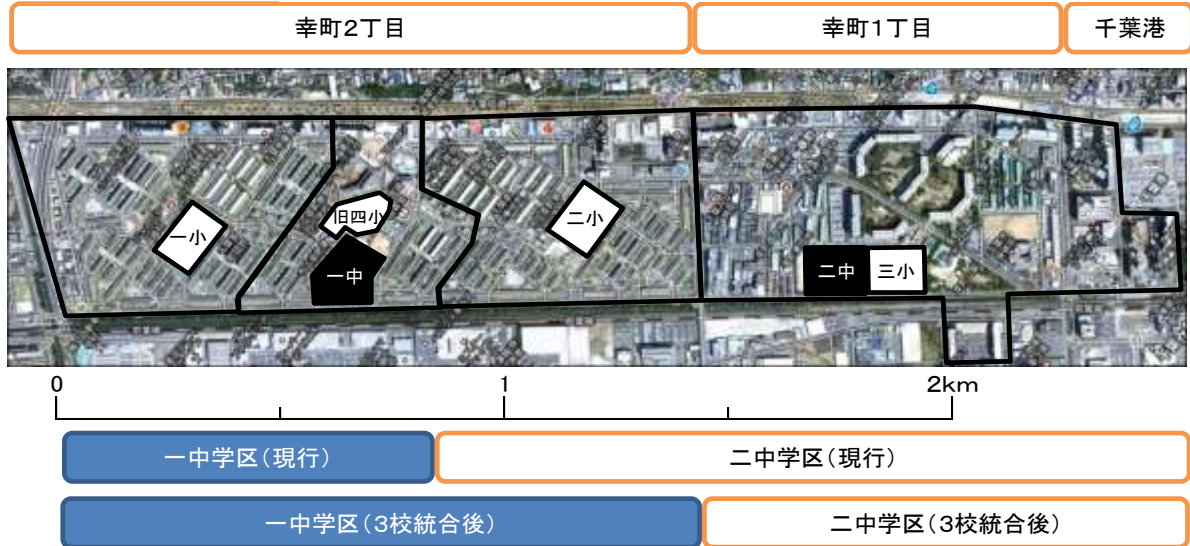 幸町2丁目
幸町1丁目
千葉港
一小
旧四小
一中
二小
二中
三小
0
1
2km
一中学区(現行)
二中学区(現行)
一中学区(3校統合後)
二中学区(3校統合後)